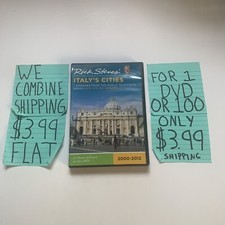 WE
COMBINE
SHIPPING
$3.99
FLAT
Rick Steves'
ITALY'S CITIES
2000-2012
FOR 1
DVD
OR 100
ONLY
$3.99
SHIPPING